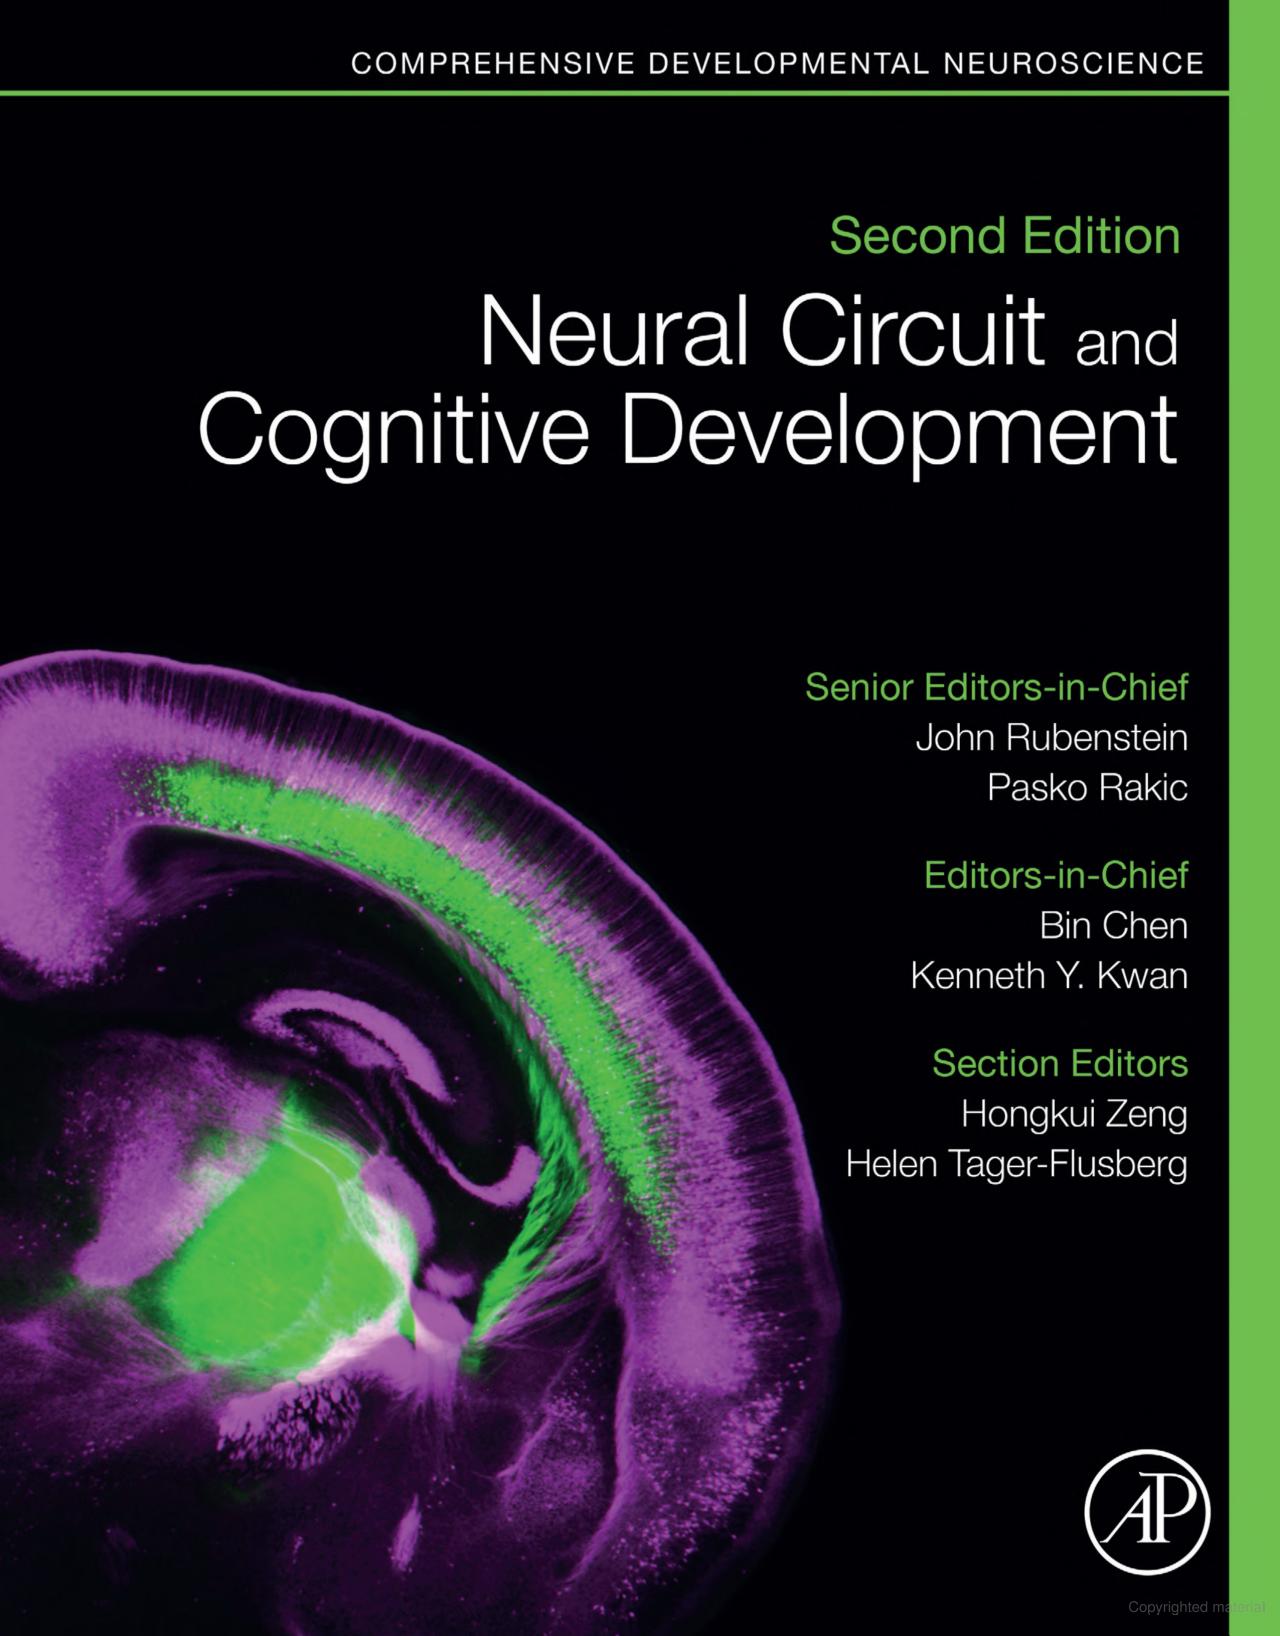 COMPREHENSIVE DEVELOPMENTAL NEUROSCIENCE
Second Edition
Neural Circuit and
Cognitive Development
Senior Editors-in-Chief
John Rubenstein
Pasko Rakic
Editors-in-Chief
Bin Chen
Kenneth Y. Kwan
Section Editors
Hongkui Zeng
Helen Tager-Flusberg
AP
Copyrighted material